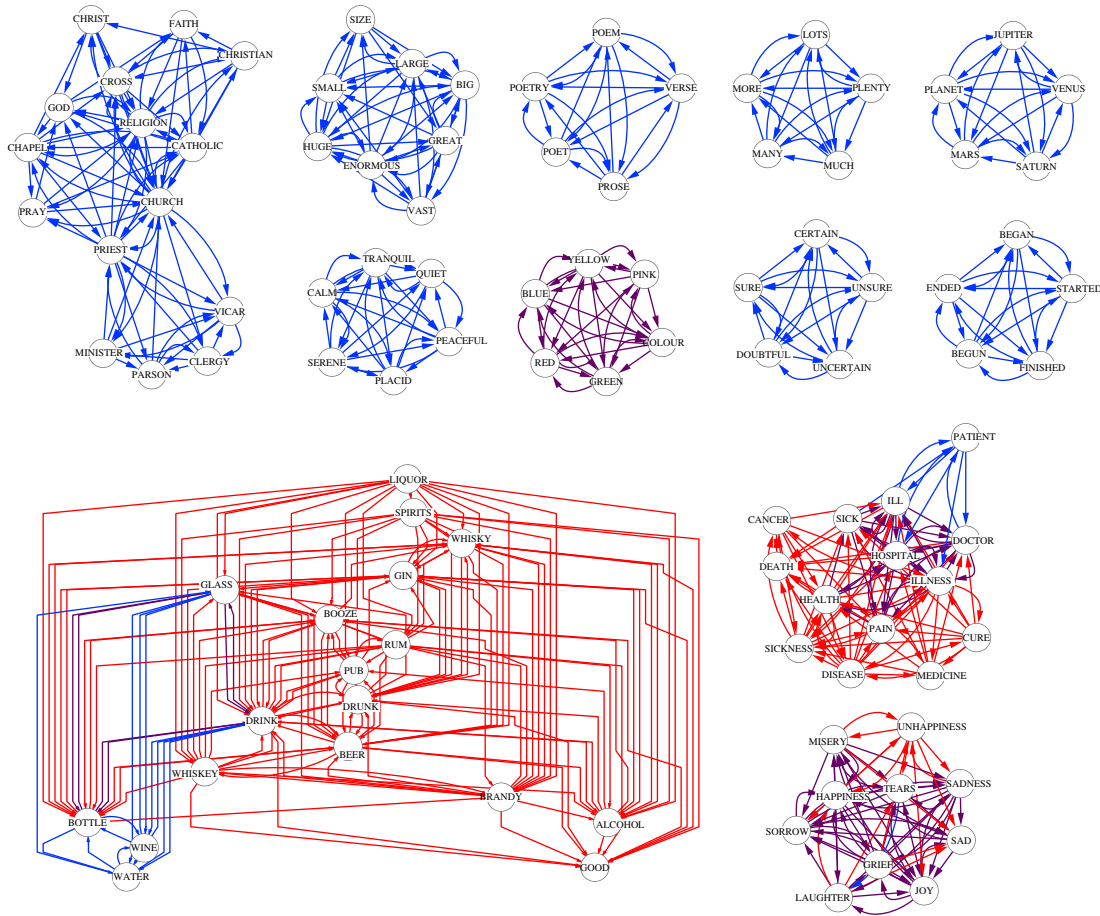 CHRIST
FAITH
CHRISTIAN
CROSS
GOD
RELIGION
CHAPEL
CATHOLIC
CHURCH
PRAY
PRIEST
VICAR
MINISTER
PARSON
CLERGY
SIZE
LARGE
SMALL
BIG
HUGE
GREAT
ENORMOUS
VAST
POEM
POETRY
VERSE
POET
PROSE
LOTS
MORE
PLENTY
MANY
MUCH
JUPITER
PLANET
VENUS
MARS
SATURN
TRANQUIL
QUIET
CALM
PEACEFUL
SERENE
PLACID
YELLOW
PINK
BLUE
COLOUR
RED
GREEN
CERTAIN
SURE
UNSURE
DOUBTFUL
UNCERTAIN
BEGAN
ENDED
STARTED
BEGUN
FINISHED
LIQUOR
SPIRITS
WHISKY
GIN
GLASS
BOOZE
RUM
PUB
DRUNK
DRINK
BEER
WHISKEY
BRANDY
BOTTLE
ALCOHOL
WINE
GOOD
WATER
PATIENT
ILL
CANCER
SICK
DOCTOR
HOSPITAL
DEATH
ILLNESS
HEALTH
PAIN
CURE
SICKNESS
DISEASE
MEDICINE
UNHAPPINESS
MISERY
SADNESS
TEARS
HAPPINESS
SORROW
SAD
GRIEF
LAUGHTER
JOY